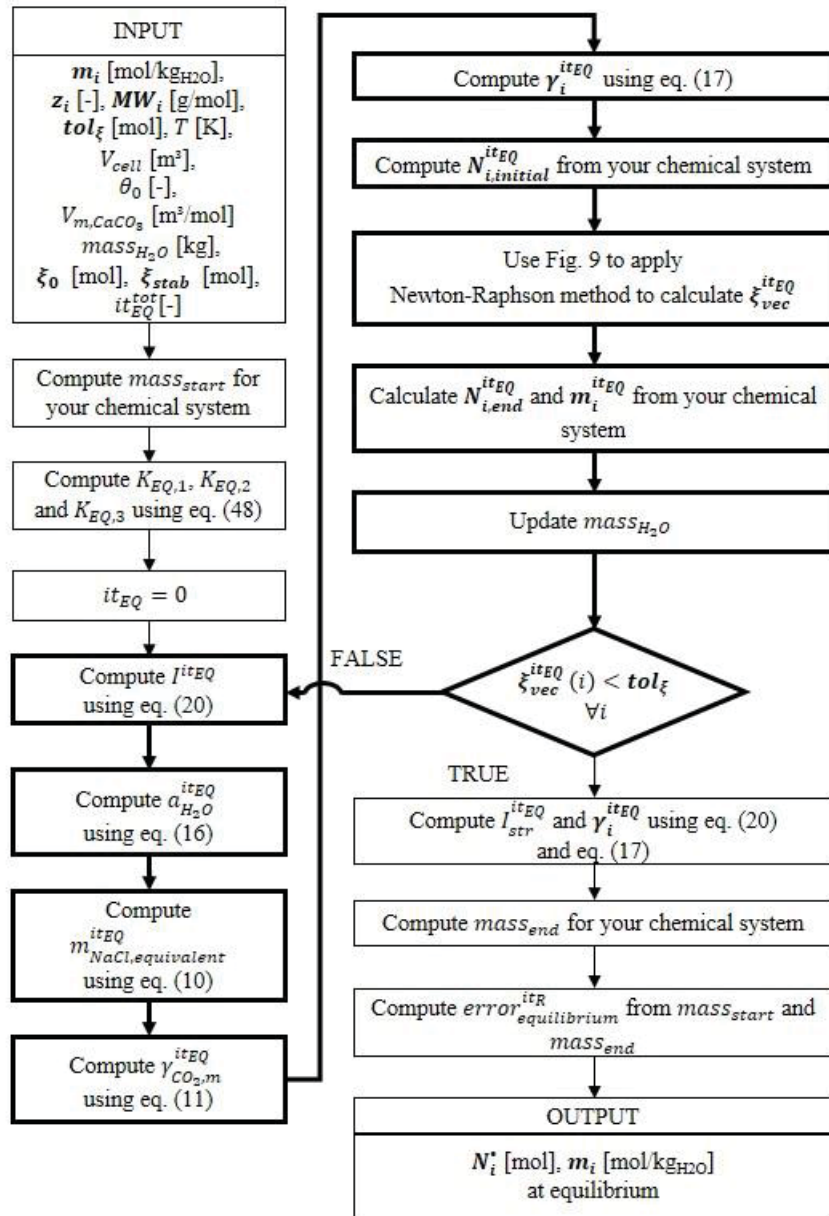 INPUT
m_i [mol/kg_H2O],
z_i [-], MW_i [g/mol],
tol_ξ [mol], T [K],
V_cell [m³],
θ_0 [-],
V_m,CaCO₃ [m³/mol]
mass_H₂O [kg],
ξ_0 [mol], ξ_stab [mol],
it_EQ^tot [-]
Compute mass_start for
your chemical system
Compute K_EQ,1, K_EQ,2
and K_EQ,3 using eq. (48)
it_EQ = 0
Compute I^itEQ
using eq. (20)
Compute a_H₂O^itEQ
using eq. (16)
Compute
m_NaCl,equivalent^itEQ
using eq. (10)
Compute γ_CO₂,m^itEQ
using eq. (11)
Compute γ_i^itEQ using eq. (17)
Compute N_i,initial^itEQ from your chemical system
Use Fig. 9 to apply
Newton-Raphson method to calculate ξ_vec^itEQ
Calculate N_i,end^itEQ and m_i^itEQ from your chemical
system
Update mass_H₂O
FALSE
ξ_vec^itEQ (i) < tol_ξ
∀i
TRUE
Compute I_str^itEQ and γ_i^itEQ using eq. (20)
and eq. (17)
Compute mass_end for your chemical system
Compute error_equilibrium^itR from mass_start and
mass_end
OUTPUT
N_i^* [mol], m_i [mol/kg_H2O]
at equilibrium